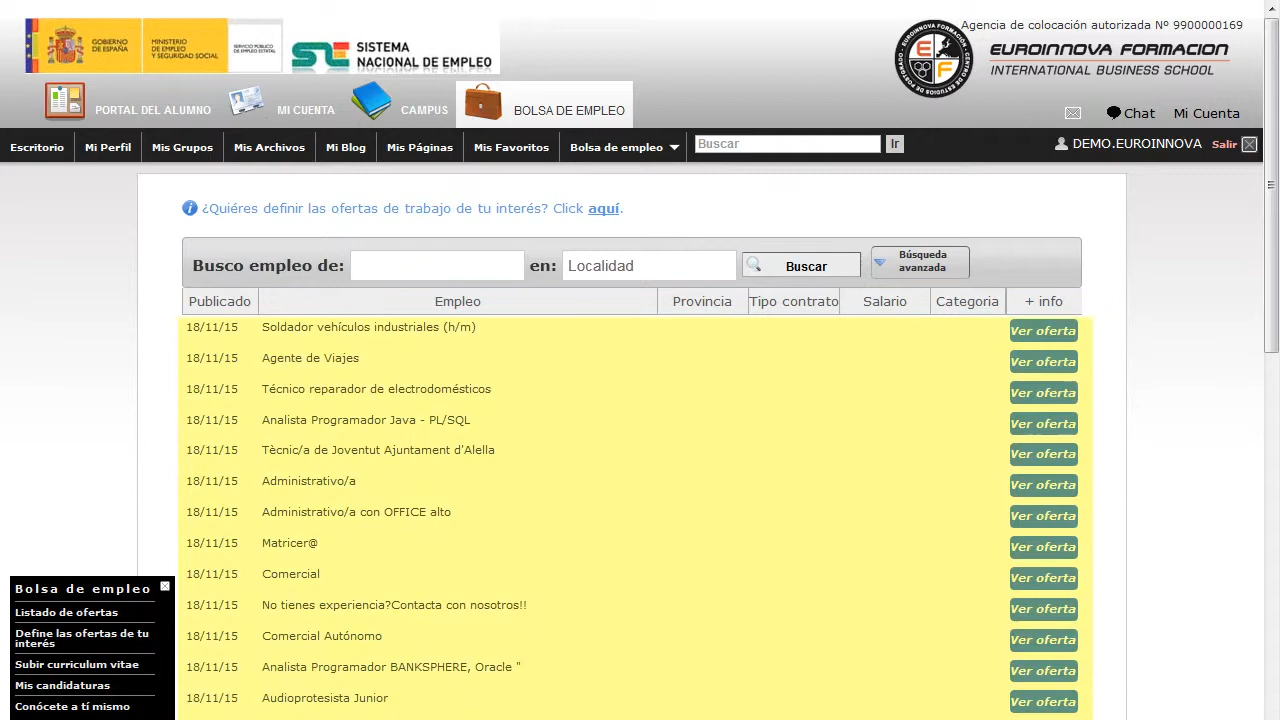 GOBIERNO
DE ESPAÑA
MINISTERIO
DE EMPLEO
Y SEGURIDAD SOCIAL
SERVICIO PÚBLICO
DE EMPLEO ESTATAL
SISTEMA
NACIONAL DE EMPLEO
Agencia de colocación autorizada Nº 9900000169
EUROINNOVA FORMACIÓN
INTERNATIONAL BUSINESS SCHOOL
PORTAL DEL ALUMNO
MI CUENTA
CAMPUS
BOLSA DE EMPLEO
Chat
Mi Cuenta
Escritorio
Mi Perfil
Mis Grupos
Mis Archivos
Mi Blog
Mis Páginas
Mis Favoritos
Bolsa de empleo
Buscar
Ir
DEMO.EUROINNOVA
Salir
¿Quiéres definir las ofertas de trabajo de tu interés? Click aquí.
Busco empleo de:
en:
Localidad
Buscar
Búsqueda
avanzada
Publicado Empleo Provincia Tipo contrato Salario Categoria + info
18/11/15 Soldador vehículos industriales (h/m) Ver oferta
18/11/15 Agente de Viajes Ver oferta
18/11/15 Técnico reparador de electrodomésticos Ver oferta
18/11/15 Analista Programador Java - PL/SQL Ver oferta
18/11/15 Tècnic/a de Joventut Ajuntament d'Alella Ver oferta
18/11/15 Administrativo/a Ver oferta
18/11/15 Administrativo/a con OFFICE alto Ver oferta
18/11/15 Matricer@ Ver oferta
18/11/15 Comercial Ver oferta
18/11/15 No tienes experiencia?Contacta con nosotros!! Ver oferta
18/11/15 Comercial Autónomo Ver oferta
18/11/15 Analista Programador BANKSPHERE, Oracle " Ver oferta
18/11/15 Audioprotesista Junior Ver oferta
Bolsa de empleo
Listado de ofertas
Define las ofertas de tu
interés
Subir curriculum vitae
Mis candidaturas
Conócete a tí mismo